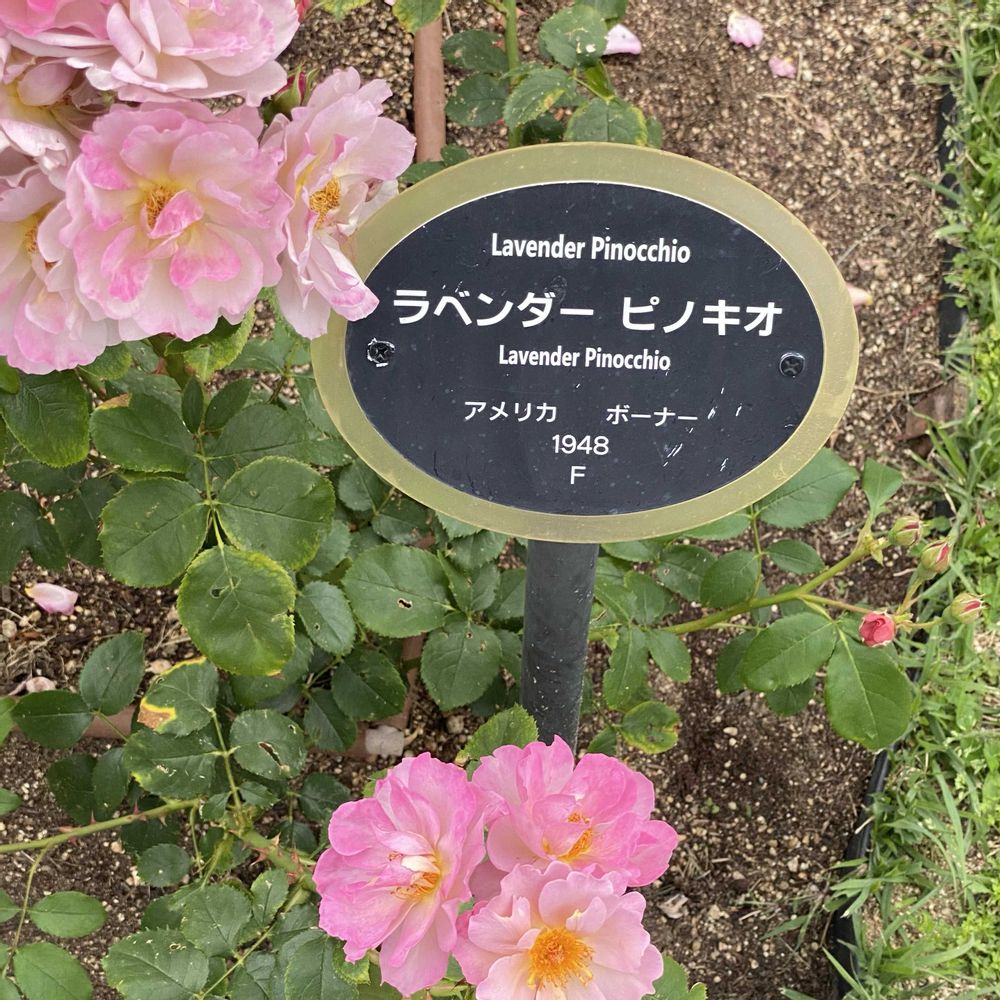 Lavender Pinocchio
ラベンダー ピノキオ
Lavender Pinocchio
アメリカ ボーナー
1948
F